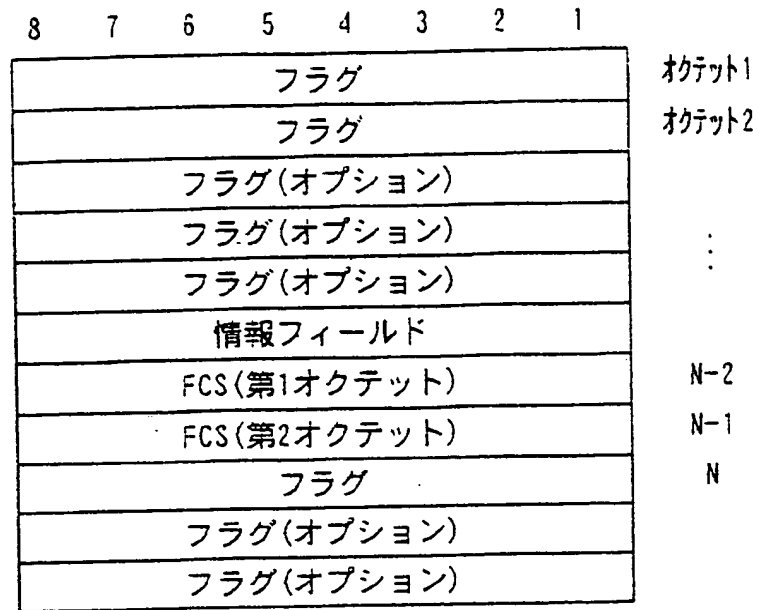 8 7 6 5 4 3 2 1
フラグ オクテット1
フラグ オクテット2
フラグ(オプション)
フラグ(オプション)
フラグ(オプション)
情報フィールド
FCS(第1オクテット) N-2
FCS(第2オクテット) N-1
フラグ N
フラグ(オプション)
フラグ(オプション)